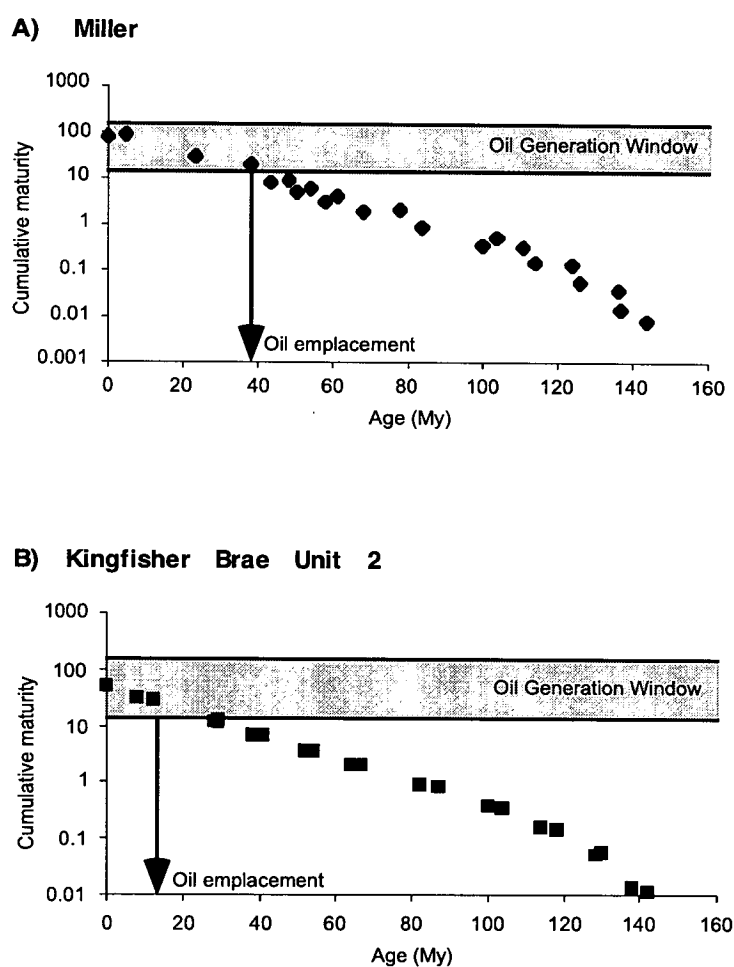 A) Miller
1000
100
10
1
0.1
0.01
0.001
Cumulative maturity
Oil Generation Window
Oil emplacement
0 20 40 60 80 100 120 140 160
Age (My)
B) Kingfisher Brae Unit 2
1000
100
10
1
0.1
0.01
Cumulative maturity
Oil Generation Window
Oil emplacement
0 20 40 60 80 100 120 140 160
Age (My)